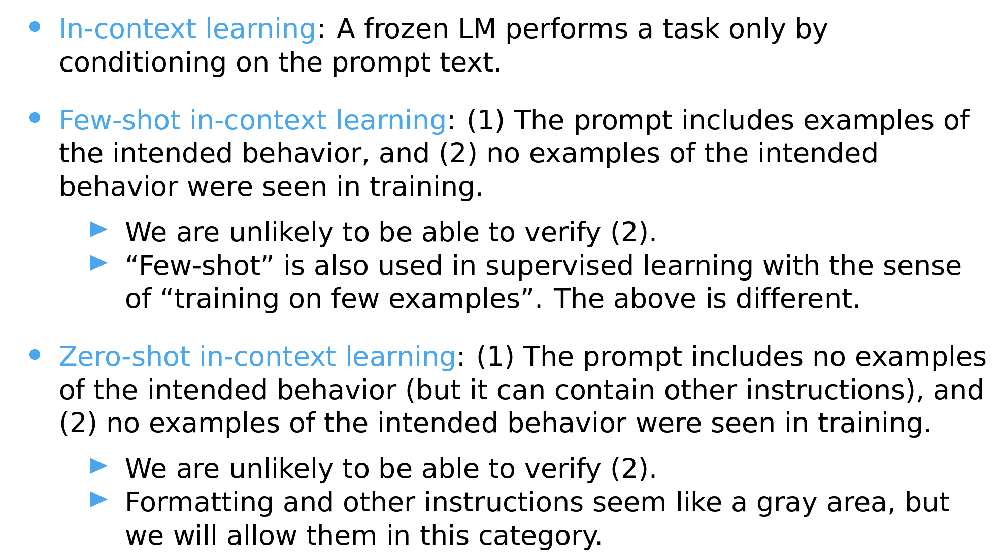 • In-context learning: A frozen LM performs a task only by
conditioning on the prompt text.
• Few-shot in-context learning: (1) The prompt includes examples of
the intended behavior, and (2) no examples of the intended
behavior were seen in training.
▶ We are unlikely to be able to verify (2).
▶ “Few-shot” is also used in supervised learning with the sense
of “training on few examples”. The above is different.
• Zero-shot in-context learning: (1) The prompt includes no examples
of the intended behavior (but it can contain other instructions), and
(2) no examples of the intended behavior were seen in training.
▶ We are unlikely to be able to verify (2).
▶ Formatting and other instructions seem like a gray area, but
we will allow them in this category.